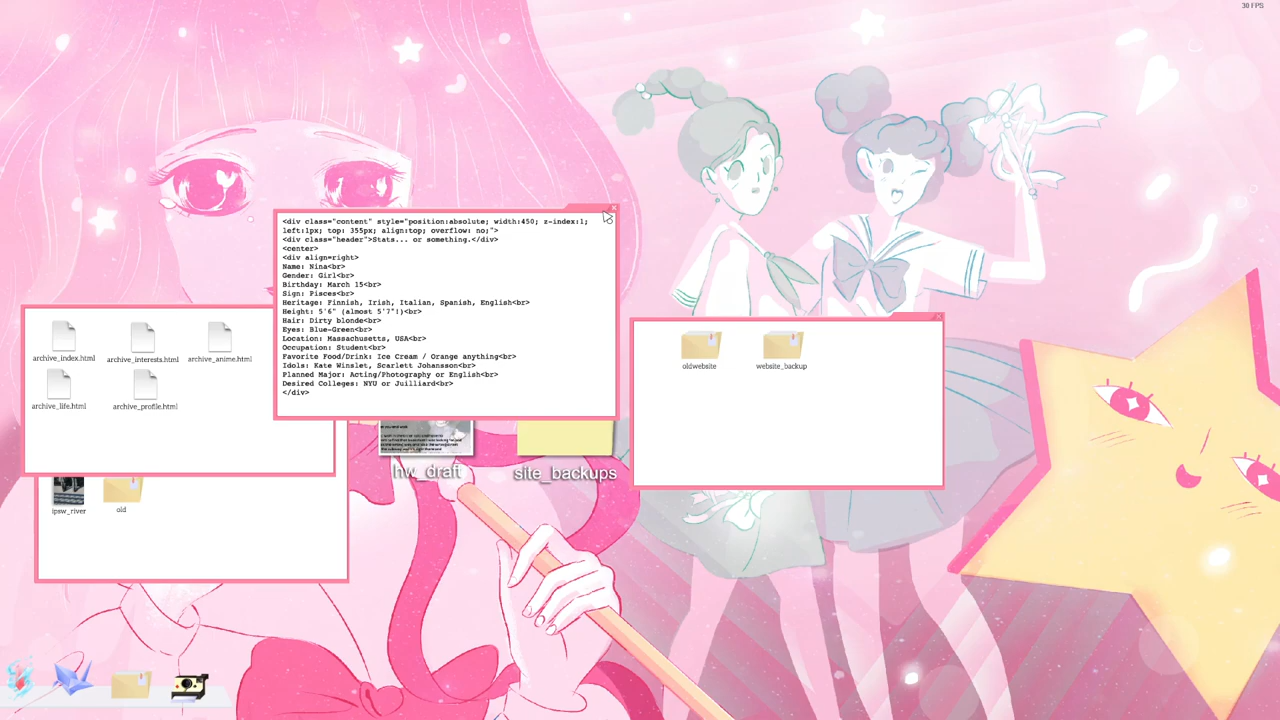 30 FPS
<div class="content" style="position:absolute; width:450; z-index:1;
left:1px; top: 355px; align:top; overflow: no;">
<div class="header">Stats... or something.</div>
<center>
<div align=right>
Name: Nina<br>
Gender: Girl<br>
Birthday: March 15<br>
Sign: Pisces<br>
Heritage: Finnish, Irish, Italian, Spanish, English<br>
Height: 5'6" (almost 5'7"!)<br>
Hair: Dirty blonde<br>
Eyes: Blue-Green<br>
Location: Massachusetts, USA<br>
Occupation: Student<br>
Favorite Food/Drink: Ice Cream / Orange anything<br>
Idols: Kate Winslet, Scarlett Johansson<br>
Planned Major: Acting/Photography or English<br>
Desired Colleges: NYU or Juilliard<br>
</div>
archive_index.html archive_interests.html archive_anime.html
archive_life.html archive_profile.html
oldwebsite website_backup
hw_draft site_backups
ipsw_river old